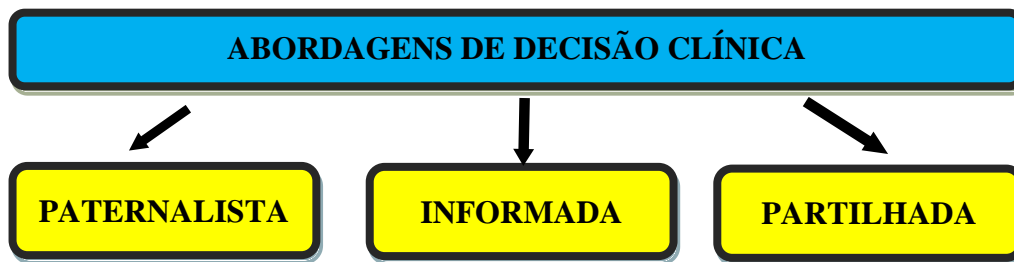 ABORDAGENS DE DECISÃO CLÍNICA
PATERNALISTA
INFORMADA
PARTILHADA